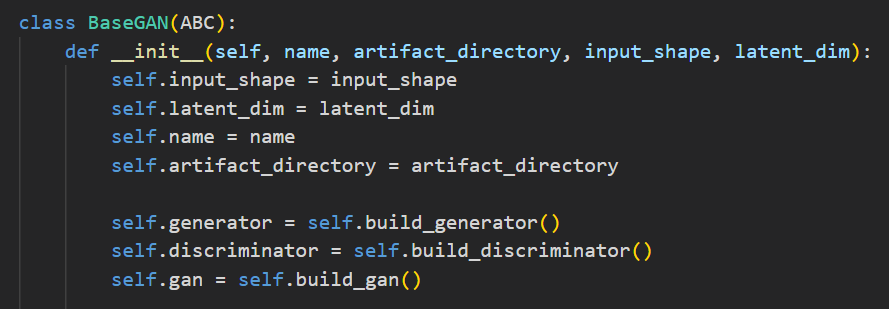 class BaseGAN(ABC):
    def __init__(self, name, artifact_directory, input_shape, latent_dim):
        self.input_shape = input_shape
        self.latent_dim = latent_dim
        self.name = name
        self.artifact_directory = artifact_directory

        self.generator = self.build_generator()
        self.discriminator = self.build_discriminator()
        self.gan = self.build_gan()